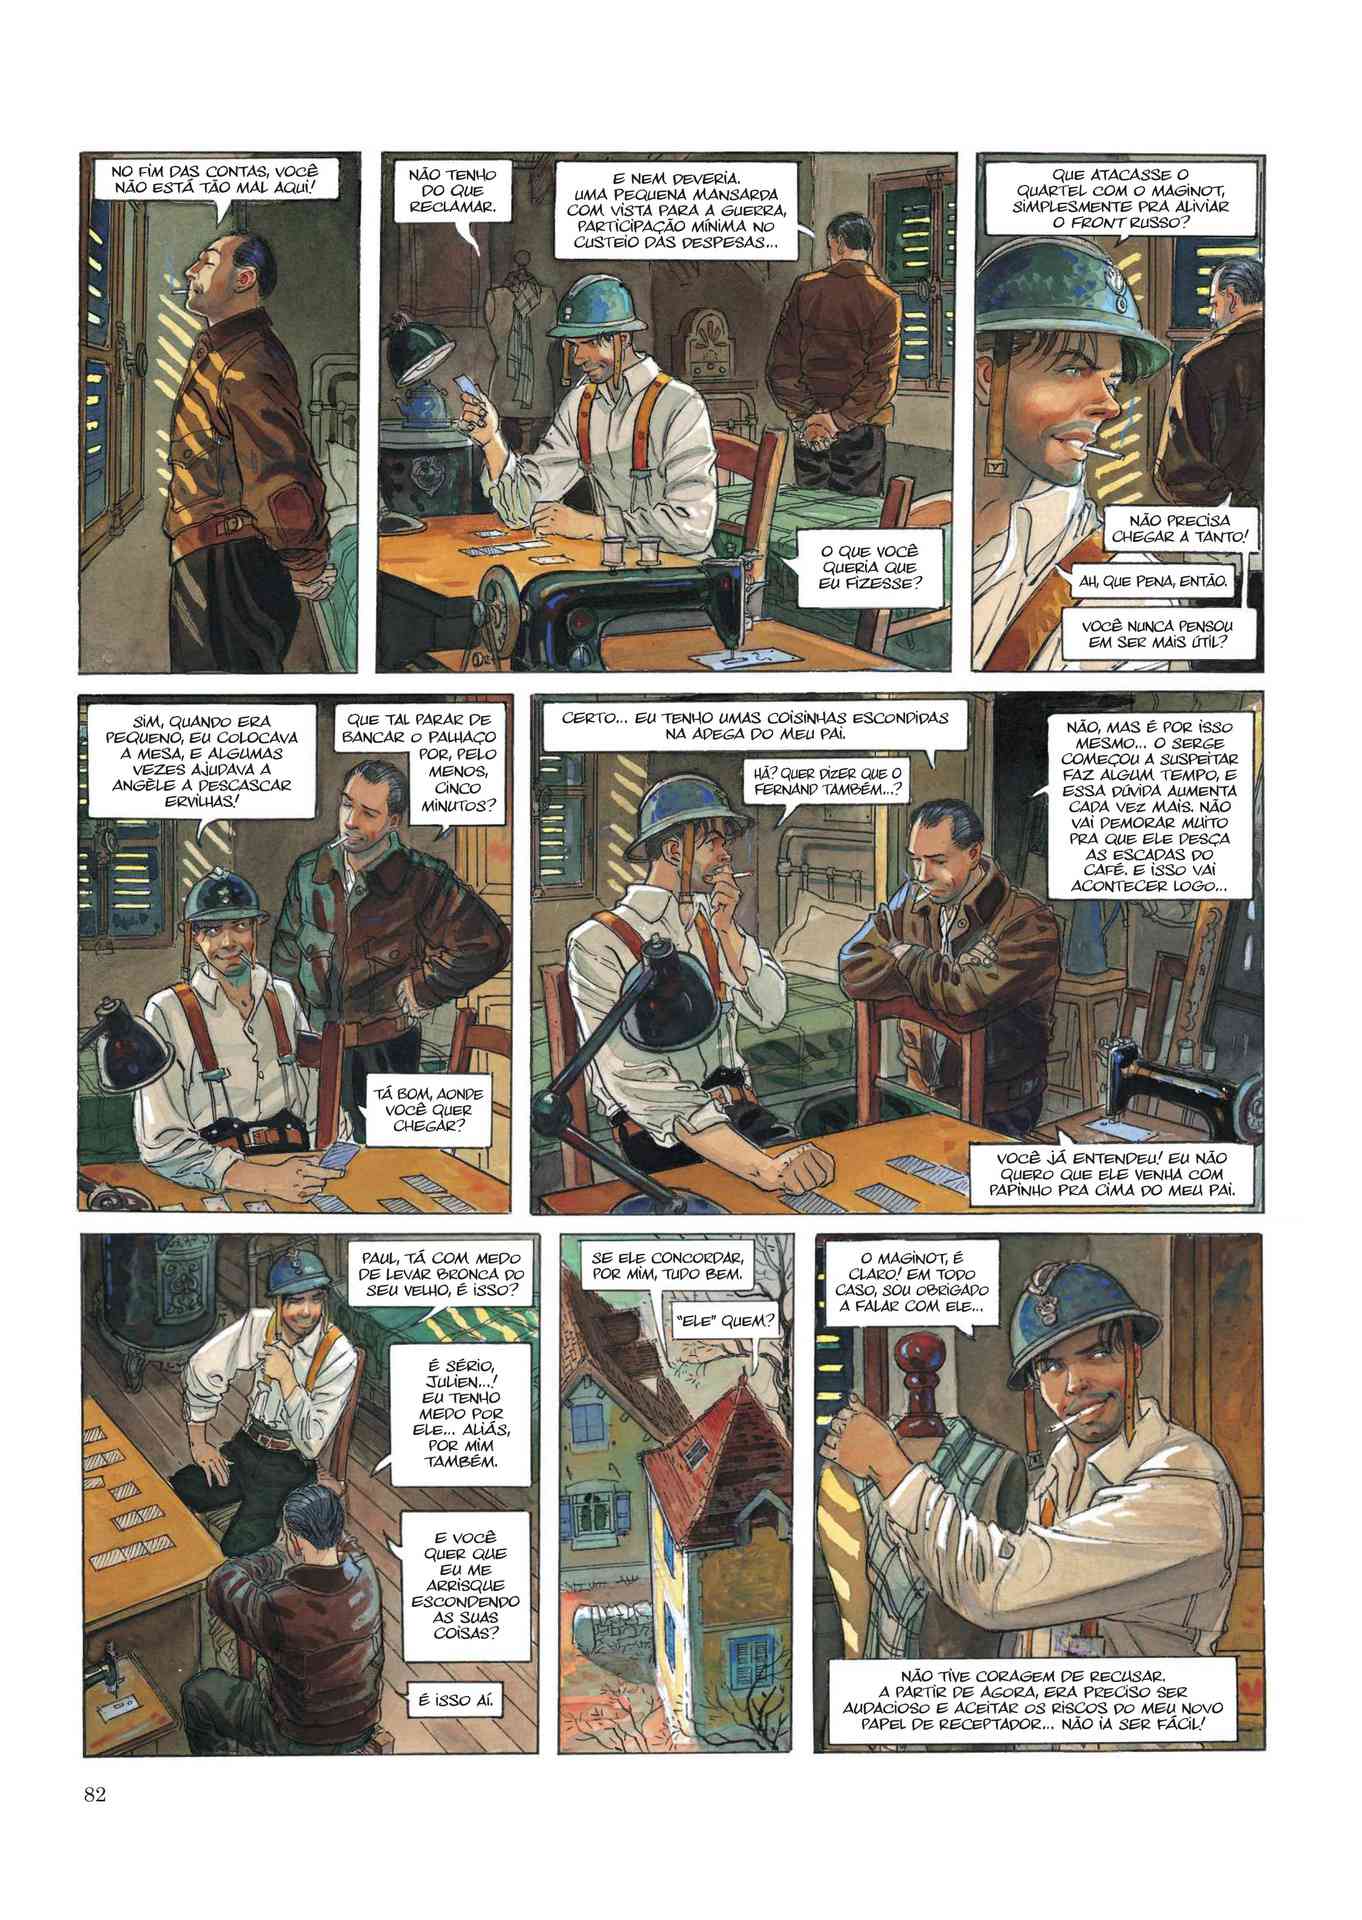 NO FIM DAS CONTAS, VOCÊ
NÃO ESTÁ TÃO MAL AQUI!
NÃO TENHO
DO QUE
RECLAMAR.
E NEM DEVERIA.
UMA PEQUENA MANSARDA
COM VISTA PARA A GUERRA,
PARTICIPAÇÃO MÍNIMA NO
CUSTEIO DAS DESPESAS...
O QUE VOCÊ
QUERIA QUE
EU FIZESSE?
QUE ATACASSE O
QUARTEL COM O MAGINOT,
SIMPLESMENTE PRA ALIVIAR
O FRONT RUSSO?
NÃO PRECISA
CHEGAR A TANTO!
AH, QUE PENA, ENTÃO.
VOCÊ NUNCA PENSOU
EM SER MAIS ÚTIL?
SIM, QUANDO ERA
PEQUENO, EU COLOCAVA
A MESA, E ALGUMAS
VEZES AJUDAVA A
ANGÈLE A DESCASCAR
ERVILHAS!
QUE TAL PARAR DE
BANCAR O PALHAÇO
POR, PELO
MENOS,
CINCO
MINUTOS?
TÁ BOM, AONDE
VOCÊ QUER
CHEGAR?
CERTO... EU TENHO UMAS COISINHAS ESCONDIDAS
NA ADEGA DO MEU PAI.
HÃ? QUER DIZER QUE O
FERNAND TAMBÉM...?
NÃO, MAS É POR ISSO
MESMO... O SERGE
COMEÇOU A SUSPEITAR
FAZ ALGUM TEMPO, E
ESSA DÚVIDA AUMENTA
CADA VEZ MAIS. NÃO
VAI DEMORAR MUITO
PRA QUE ELE DESÇA
AS ESCADAS DO
CAFÉ. E ISSO VAI
ACONTECER LOGO...
VOCÊ JÁ ENTENDEU! EU NÃO
QUERO QUE ELE VENHA COM
PAPINHO PRA CIMA DO MEU PAI.
PAUL, TÁ COM MEDO
DE LEVAR BRONCA DO
SEU VELHO, É ISSO?
É SÉRIO,
JULIEN...!
EU TENHO
MEDO POR
ELE... ALIÁS,
POR MIM
TAMBÉM.
E VOCÊ
QUER QUE
EU ME
ARRISQUE
ESCONDENDO
AS SUAS
COISAS?
É ISSO AÍ.
SE ELE CONCORDAR,
POR MIM, TUDO BEM.
"ELE" QUEM?
O MAGINOT, É
CLARO! EM TODO
CASO, SOU OBRIGADO
A FALAR COM ELE...
NÃO TIVE CORAGEM DE RECUSAR.
A PARTIR DE AGORA, ERA PRECISO SER
AUDACIOSO E ACEITAR OS RISCOS DO MEU NOVO
PAPEL DE RECEPTADOR... NÃO IA SER FÁCIL!
82